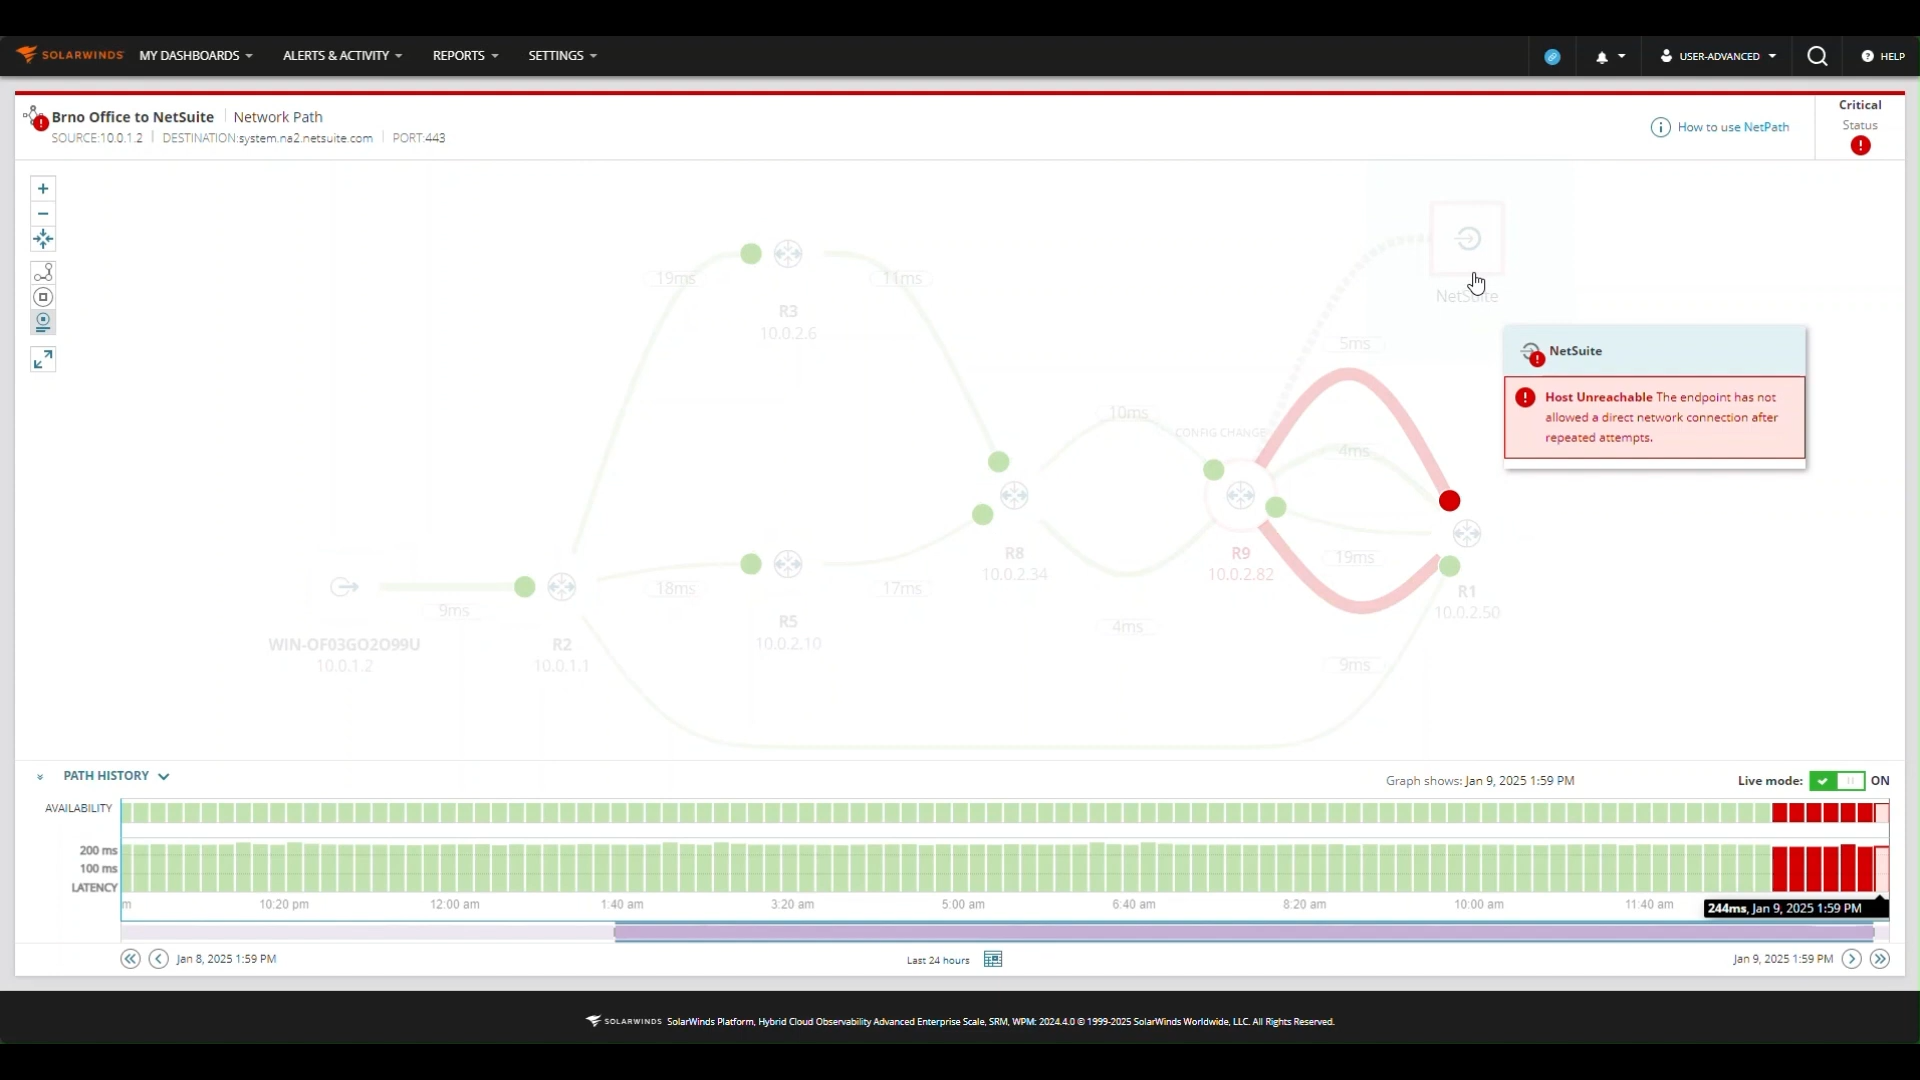 SOLARWINDS MY DASHBOARDS ALERTS & ACTIVITY REPORTS SETTINGS USER-ADVANCED HELP
Brno Office to NetSuite Network Path
SOURCE:10.0.1.2 DESTINATION:system.na2.netsuite.com PORT:443
How to use NetPath
Critical
Status
NetSuite
19ms
R3
10.0.2.6
11ms
5ms
NetSuite
Host Unreachable The endpoint has not
allowed a direct network connection after
repeated attempts.
10ms
CONFIG CHANGE
4ms
R8
10.0.2.34
R9
10.0.2.82
19ms
R1
10.0.2.50
9ms
18ms
17ms
R5
10.0.2.10
4ms
WIN-OF03GO2O99U
10.0.1.2
R2
10.0.1.1
9ms
PATH HISTORY
Graph shows: Jan 9, 2025 1:59 PM
Live mode: ON
AVAILABILITY
200 ms
100 ms
LATENCY
m 10:20 pm 12:00 am 1:40 am 3:20 am 5:00 am 6:40 am 8:20 am 10:00 am 11:40 am
244ms, Jan 9, 2025 1:59 PM
Jan 8, 2025 1:59 PM
Last 24 hours
Jan 9, 2025 1:59 PM
SOLARWINDS SolarWinds Platform, Hybrid Cloud Observability Advanced Enterprise Scale, SRM, WPM: 2024.4.0 © 1999-2025 SolarWinds Worldwide, LLC. All Rights Reserved.